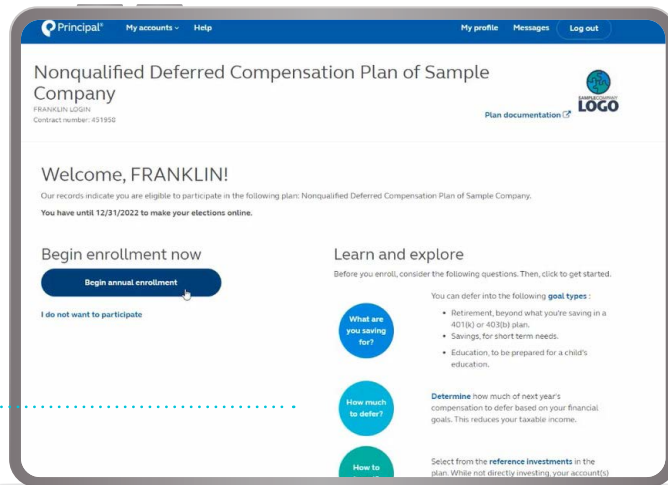 Principal®
My accounts
Help
My profile
Messages
Log out
Nonqualified Deferred Compensation Plan of Sample
Company
FRANKLIN LOGIN
Contract number: 451950
SAMPLECOMPANY
LOGO
Plan documentation
Welcome, FRANKLIN!
Our records indicate you are eligible to participate in the following plan: Nonqualified Deferred Compensation Plan of Sample Company.
You have until 12/31/2022 to make your elections online.
Begin enrollment now
Begin annual enrollment
I do not want to participate
Learn and explore
Before you enroll, consider the following questions. Then, click to get started.
What are
you saving
for?
You can defer into the following goal types :
• Retirement, beyond what you're saving in a
401(k) or 403(b) plan.
• Savings, for short term needs.
• Education, to be prepared for a child's
education.
How much
to defer?
Determine how much of next year's
compensation to defer based on your financial
goals. This reduces your taxable income.
How to
Select from the reference investments in the
plan. While not directly investing, your account(s)